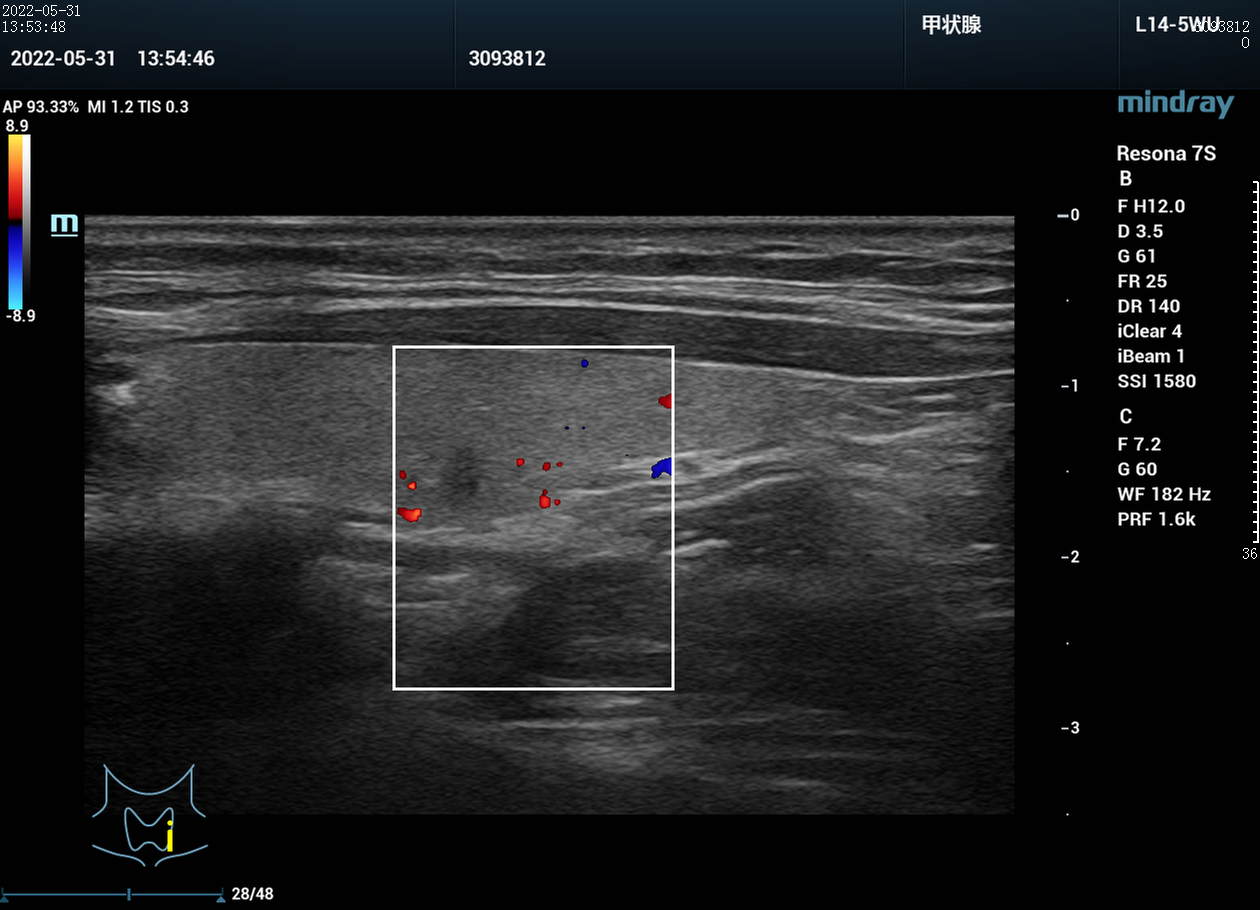 2022-05-31
13:53:48
2022-05-31 13:54:46
3093812
甲状腺
L14-5WU
3093812
0
AP 93.33% MI 1.2 TIS 0.3
8.9
-8.9
m
mindray
Resona 7S
B
F H12.0
D 3.5
G 61
FR 25
DR 140
iClear 4
iBeam 1
SSI 1580
C
F 7.2
G 60
WF 182 Hz
PRF 1.6k
0
-1
-2
-3
36
28/48